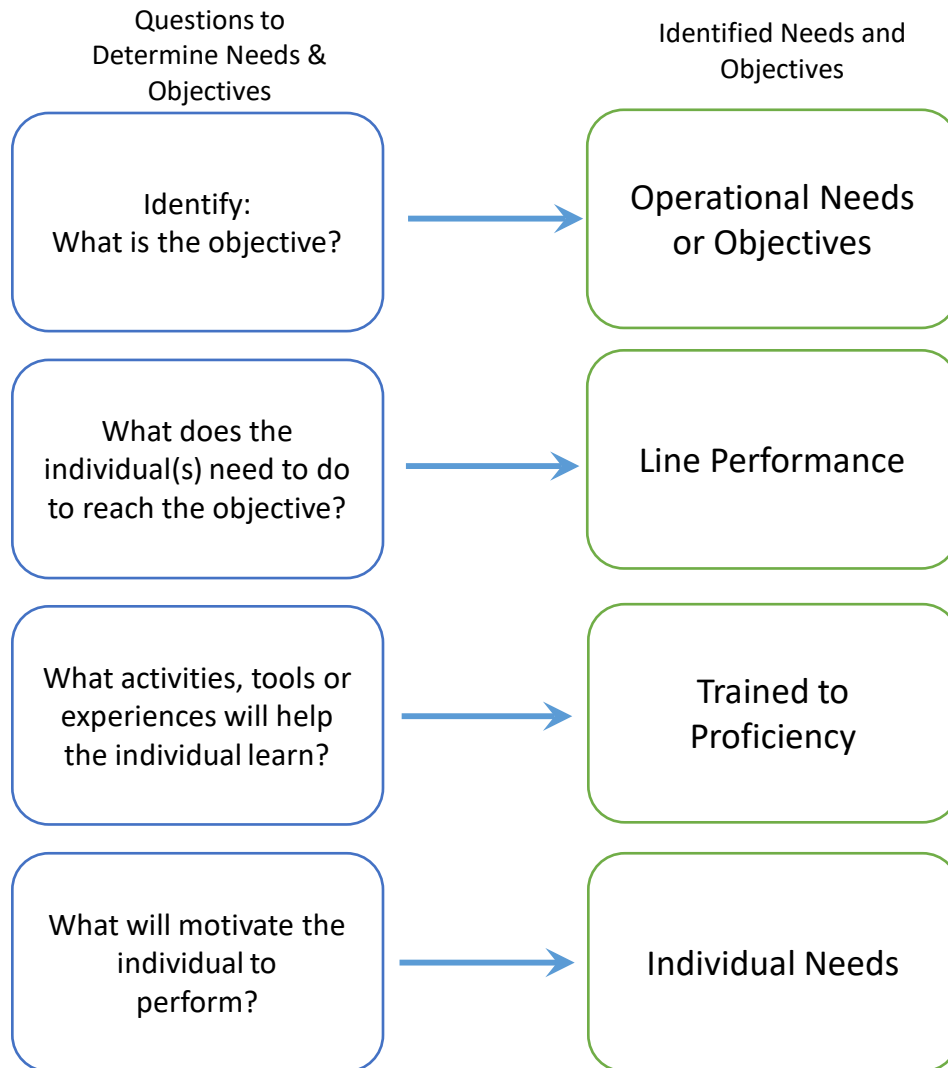 Questions to
Determine Needs &
Objectives
Identified Needs and
Objectives
Identify:
What is the objective?
Operational Needs
or Objectives
What does the
individual(s) need to do
to reach the objective?
Line Performance
What activities, tools or
experiences will help
the individual learn?
Trained to
Proficiency
What will motivate the
individual to
perform?
Individual Needs